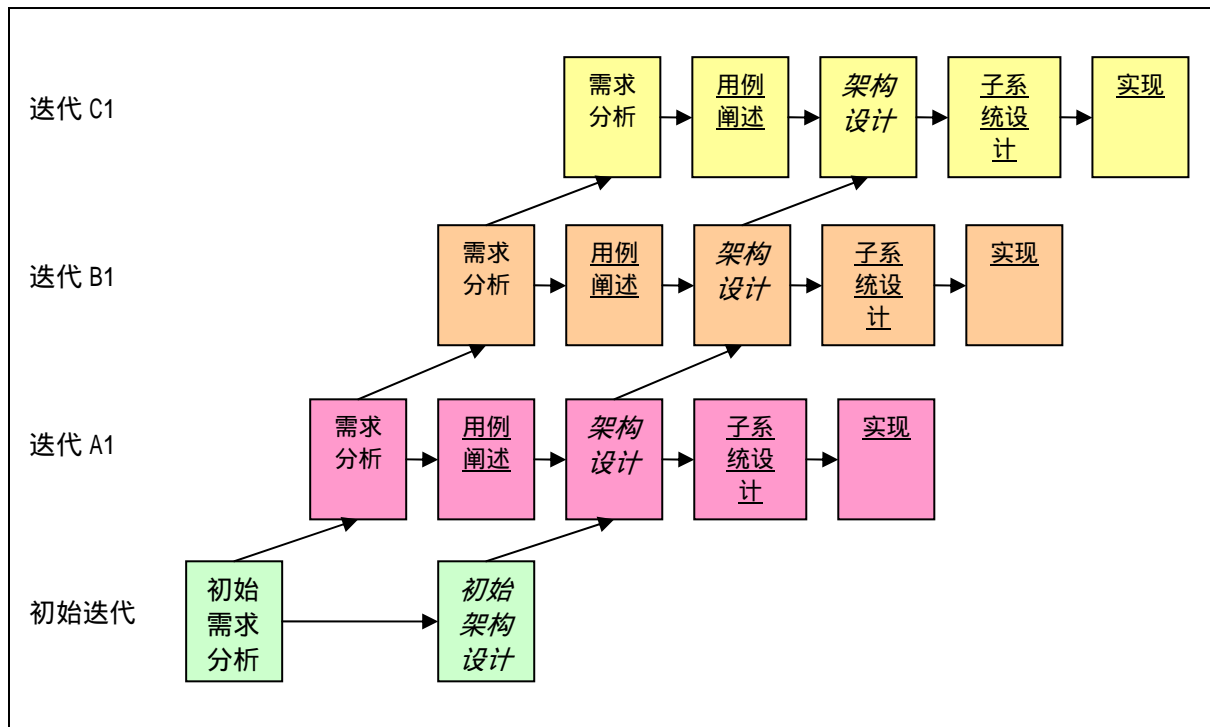 迭代 C1
需求
分析
用例
阐述
架构
设计
子系
统设
计
实现
迭代 B1
需求
分析
用例
阐述
架构
设计
子系
统设
计
实现
迭代 A1
需求
分析
用例
阐述
架构
设计
子系
统设
计
实现
初始迭代
初始
需求
分析
初始
架构
设计